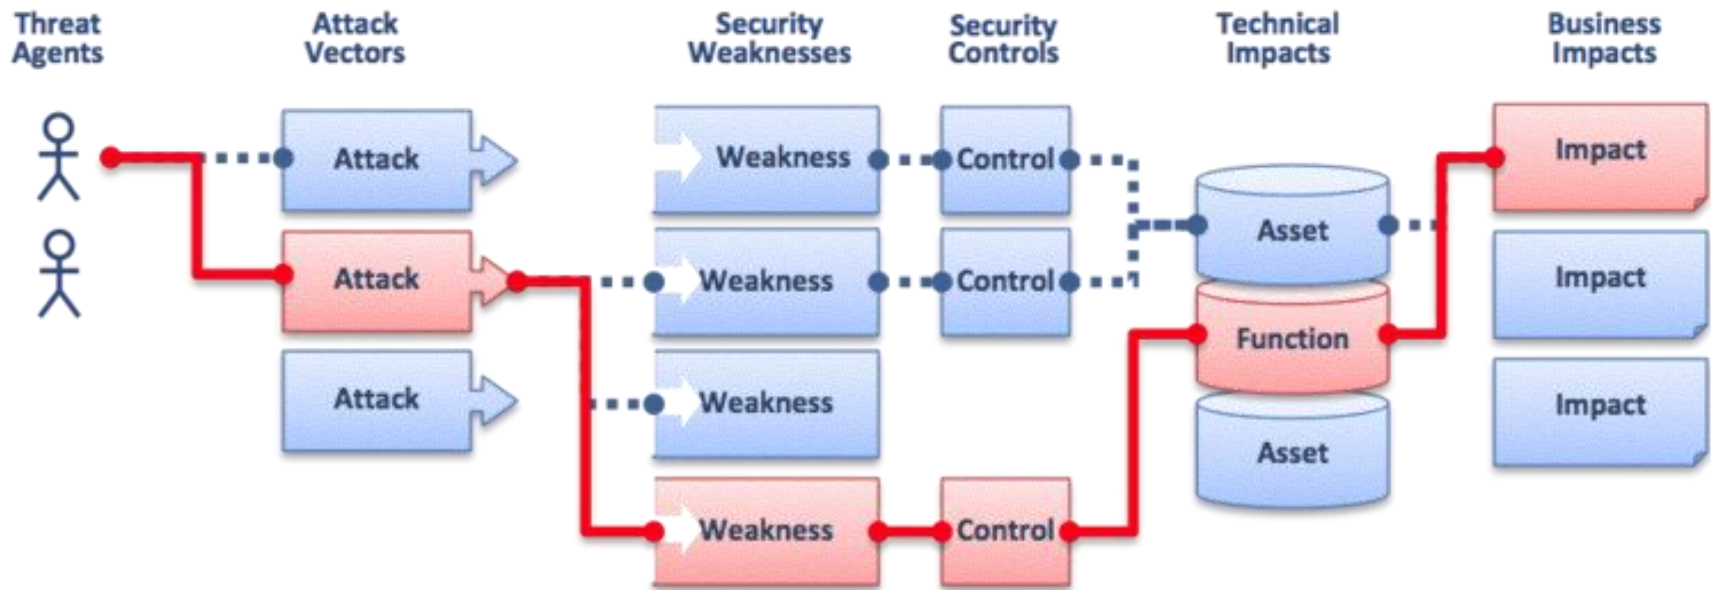 Threat
Agents
Attack
Vectors
Security
Weaknesses
Security
Controls
Technical
Impacts
Business
Impacts
Attack
Weakness
Control
Impact
Asset
Attack
Weakness
Control
Impact
Function
Attack
Weakness
Impact
Asset
Weakness
Control